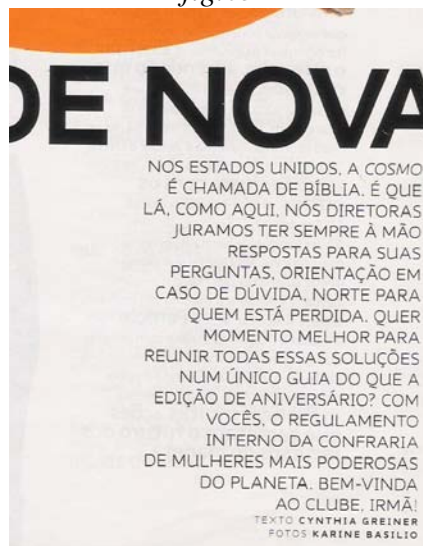 DE NOVA
NOS ESTADOS UNIDOS, A COSMO
É CHAMADA DE BÍBLIA. É QUE
LÁ, COMO AQUI, NÓS DIRETORAS
JURAMOS TER SEMPRE À MÃO
RESPOSTAS PARA SUAS
PERGUNTAS, ORIENTAÇÃO EM
CASO DE DÚVIDA, NORTE PARA
QUEM ESTÁ PERDIDA. QUER
MOMENTO MELHOR PARA
REUNIR TODAS ESSAS SOLUÇÕES
NUM ÚNICO GUIA DO QUE A
EDIÇÃO DE ANIVERSÁRIO? COM
VOCÊS, O REGULAMENTO
INTERNO DA CONFRARIA
DE MULHERES MAIS PODEROSAS
DO PLANETA. BEM-VINDA
AO CLUBE, IRMÃ!
TEXTO CYNTHIA GREINER
FOTOS KARINE BASILIO